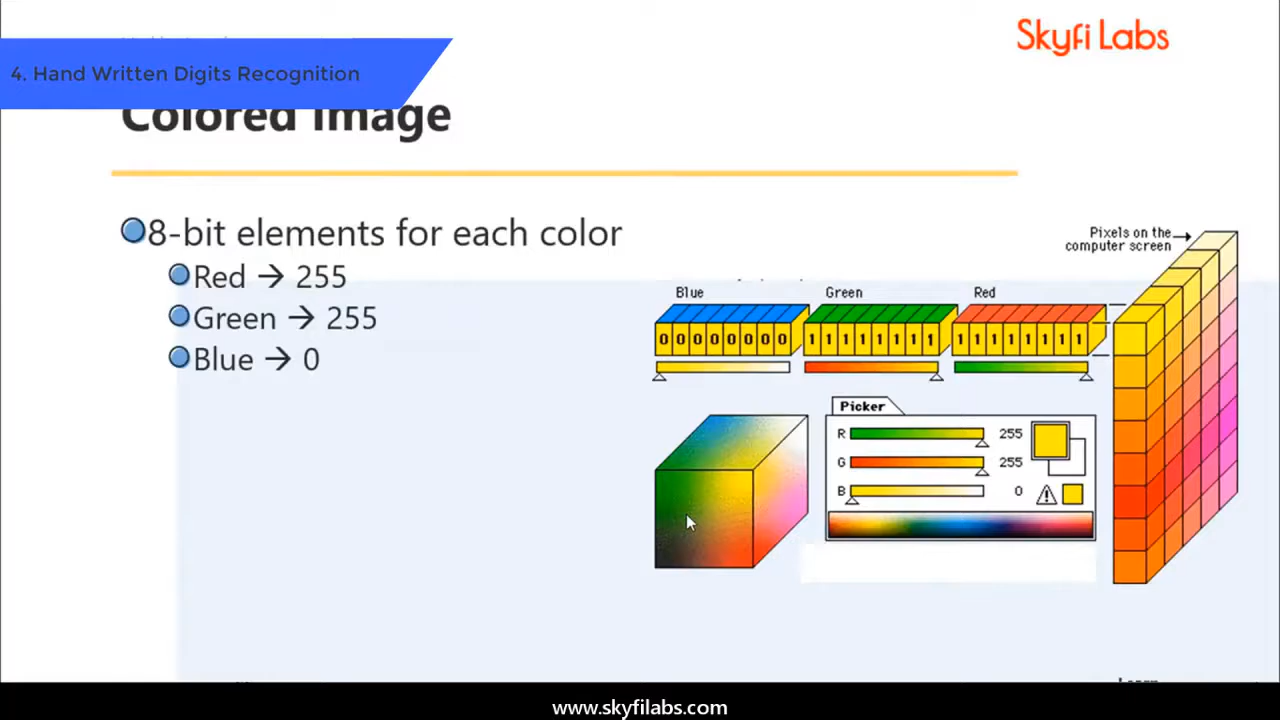 Skyfi Labs
4. Hand Written Digits Recognition
Colored Image
8-bit elements for each color
Red → 255
Green → 255
Blue → 0
Pixels on the
computer screen
Blue Green Red
0 0 0 0 0 0 0 0 1 1 1 1 1 1 1 1 1 1 1 1 1 1 1 1
Picker
R 255
G 255
B 0
www.skyfilabs.com